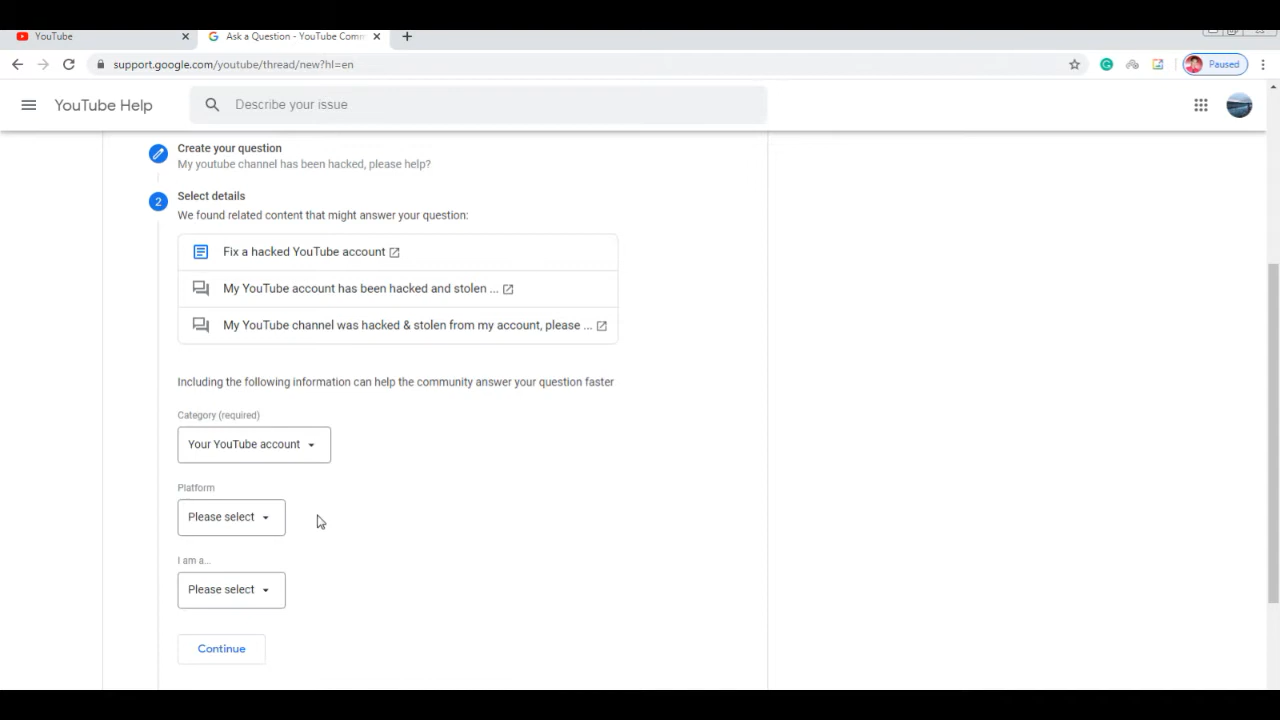 YouTube
Ask a Question - YouTube Comm
support.google.com/youtube/thread/new?hl=en
Paused
YouTube Help
Describe your issue
Create your question
My youtube channel has been hacked, please help?
2
Select details
We found related content that might answer your question:
Fix a hacked YouTube account
My YouTube account has been hacked and stolen ...
My YouTube channel was hacked & stolen from my account, please ...
Including the following information can help the community answer your question faster
Category (required)
Your YouTube account
Platform
Please select
I am a...
Please select
Continue